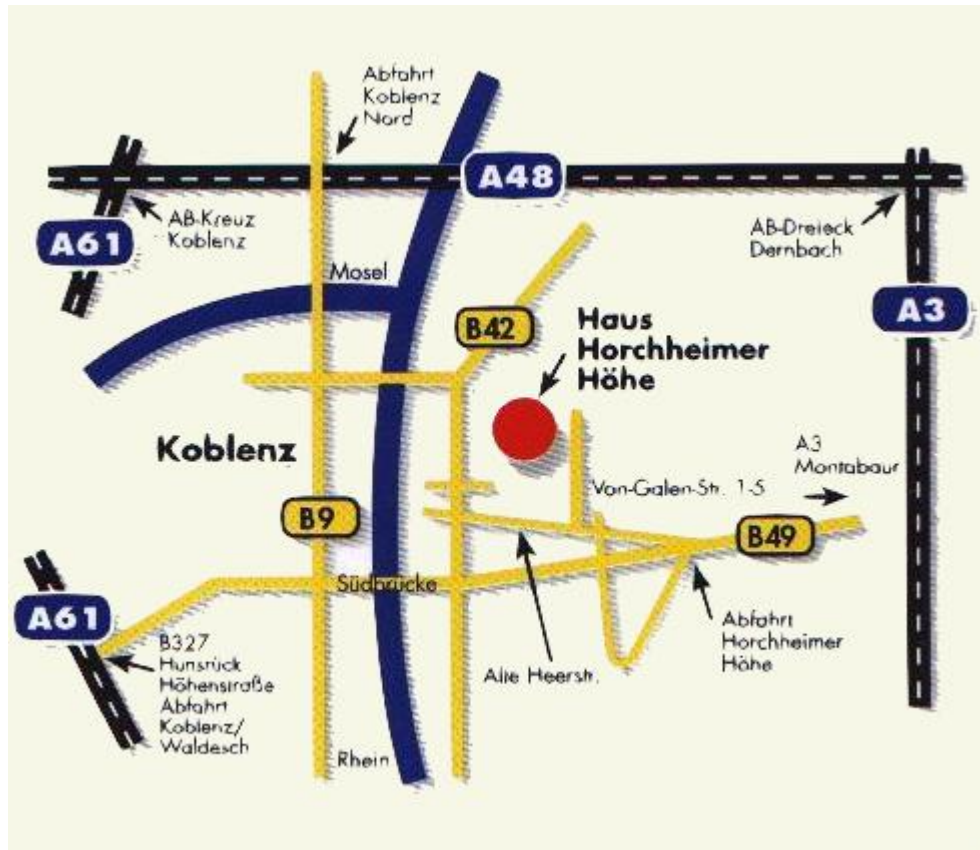 Abfahrt
Koblenz
Nord
A48
AB-Kreuz
Koblenz
A61
AB-Dreieck
Dernbach
Mosel
A3
B42
Haus
Horchheimer
Höhe
Koblenz
A3
Montabaur
Von-Galen-Str. 1-5
B9
B49
Südbrücke
A61
B327
Hunsrück
Höhenstraße
Abfahrt
Koblenz/
Waldesch
Alte Heerstr.
Abfahrt
Horchheimer
Höhe
Rhein